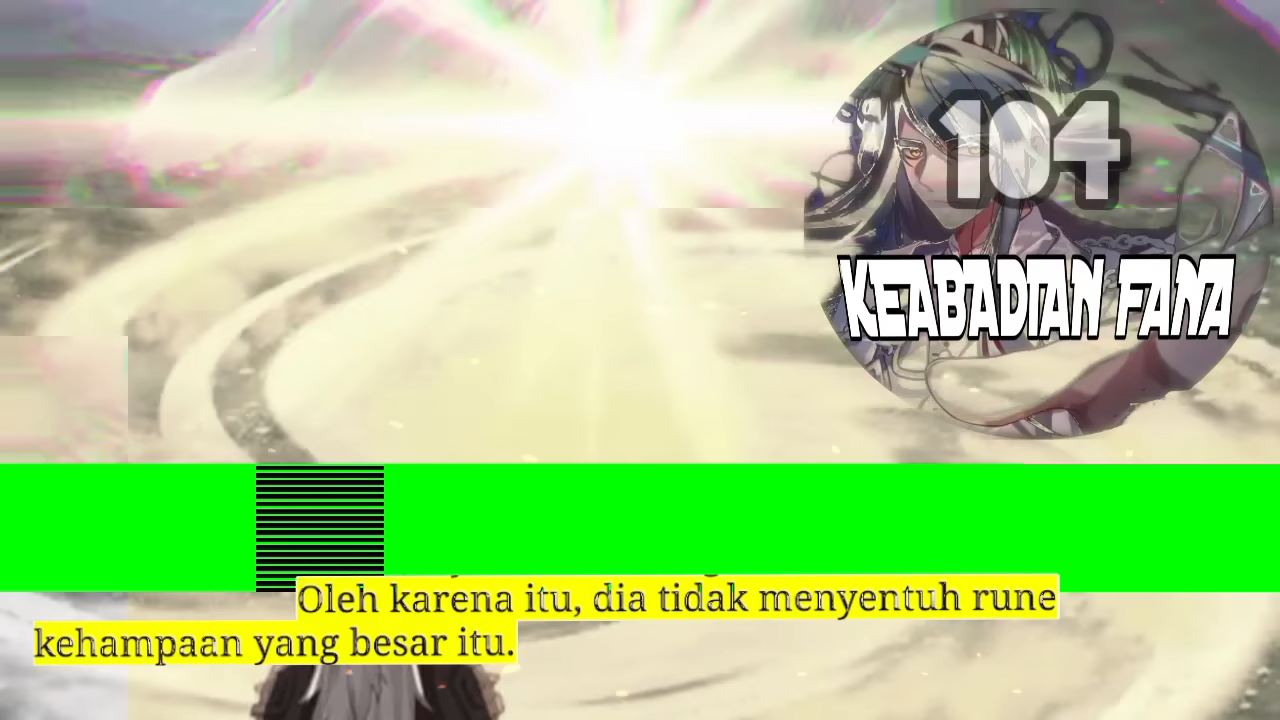 104
KEABADIAN FANA
Oleh karena itu, dia tidak menyentuh rune
kehampaan yang besar itu.